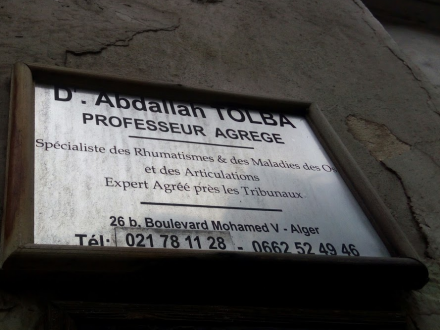 Dr. Abdallah TOLBA
PROFESSEUR AGREGE
Spécialiste des Rhumatismes & des Maladies des Os
et des Articulations
Expert Agréé près les Tribunaux
26 b, Boulevard Mohamed V - Alger
Tél: 021 78 11 28 - 0662 52 49 46